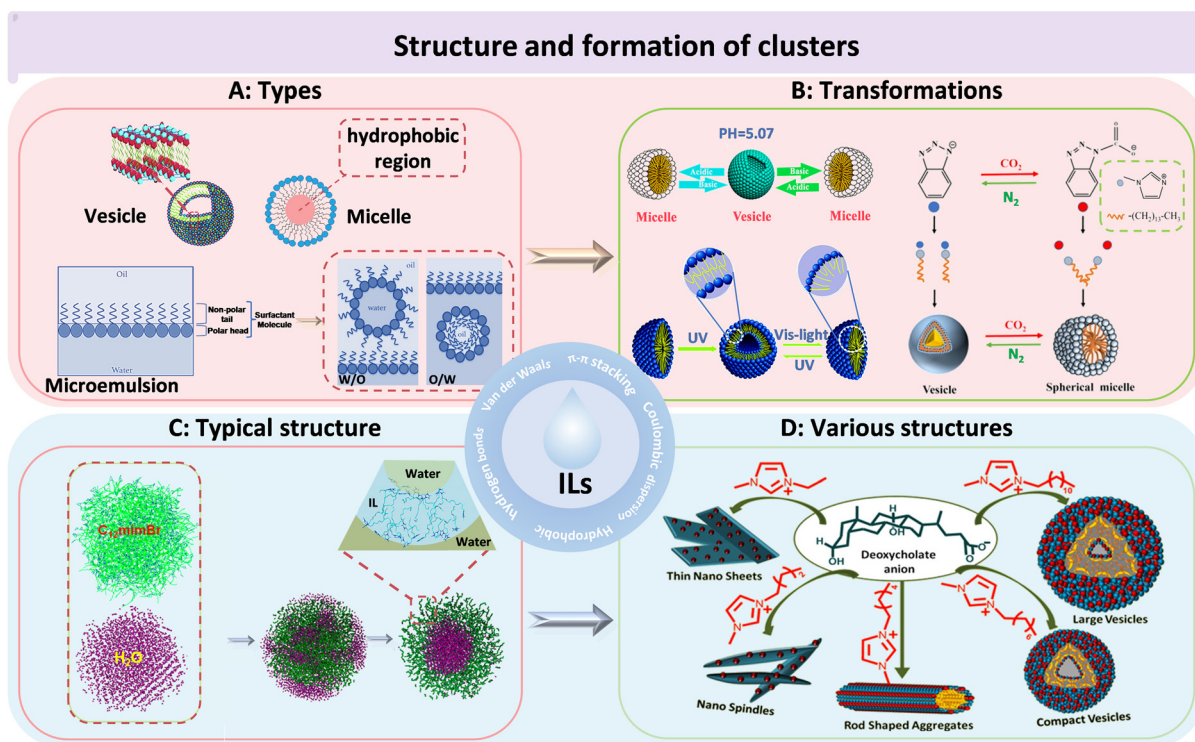 Structure and formation of clusters
A: Types
hydrophobic
region
Vesicle
Micelle
Oil
Non-polar
tail
Polar head
Surfactant
Molecule
Water
Microemulsion
oil
water
W/O
oil
O/W
B: Transformations
PH=5.07
Acidic
Basic
Basic
Acidic
Micelle
Vesicle
Micelle
UV
Vis-light
UV
CO2
N2
-(CH2)13-CH3
CO2
N2
Vesicle
Spherical micelle
Van der Waals
π-π stacking
Coulombic dispersion
Hydrophobic
hydrogen bonds
ILs
C: Typical structure
C12mimBr
H2O
Water
IL
Water
D: Various structures
Deoxycholate
anion
OH
OH
Thin Nano Sheets
Large Vesicles
Nano Spindles
Rod Shaped Aggregates
Compact Vesicles